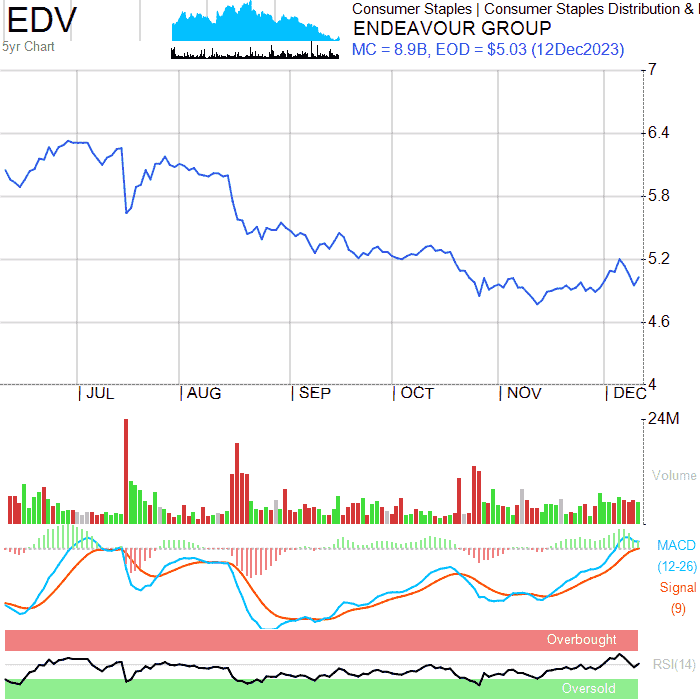 EDV
5yr Chart
Consumer Staples | Consumer Staples Distribution &
ENDEAVOUR GROUP
MC = 8.9B, EOD = $5.03 (12Dec2023)
7
6.4
5.8
5.2
4.6
4
JUL AUG SEP OCT NOV DEC
24M
Volume
MACD
(12-26)
Signal
(9)
Overbought
RSI(14)
Oversold